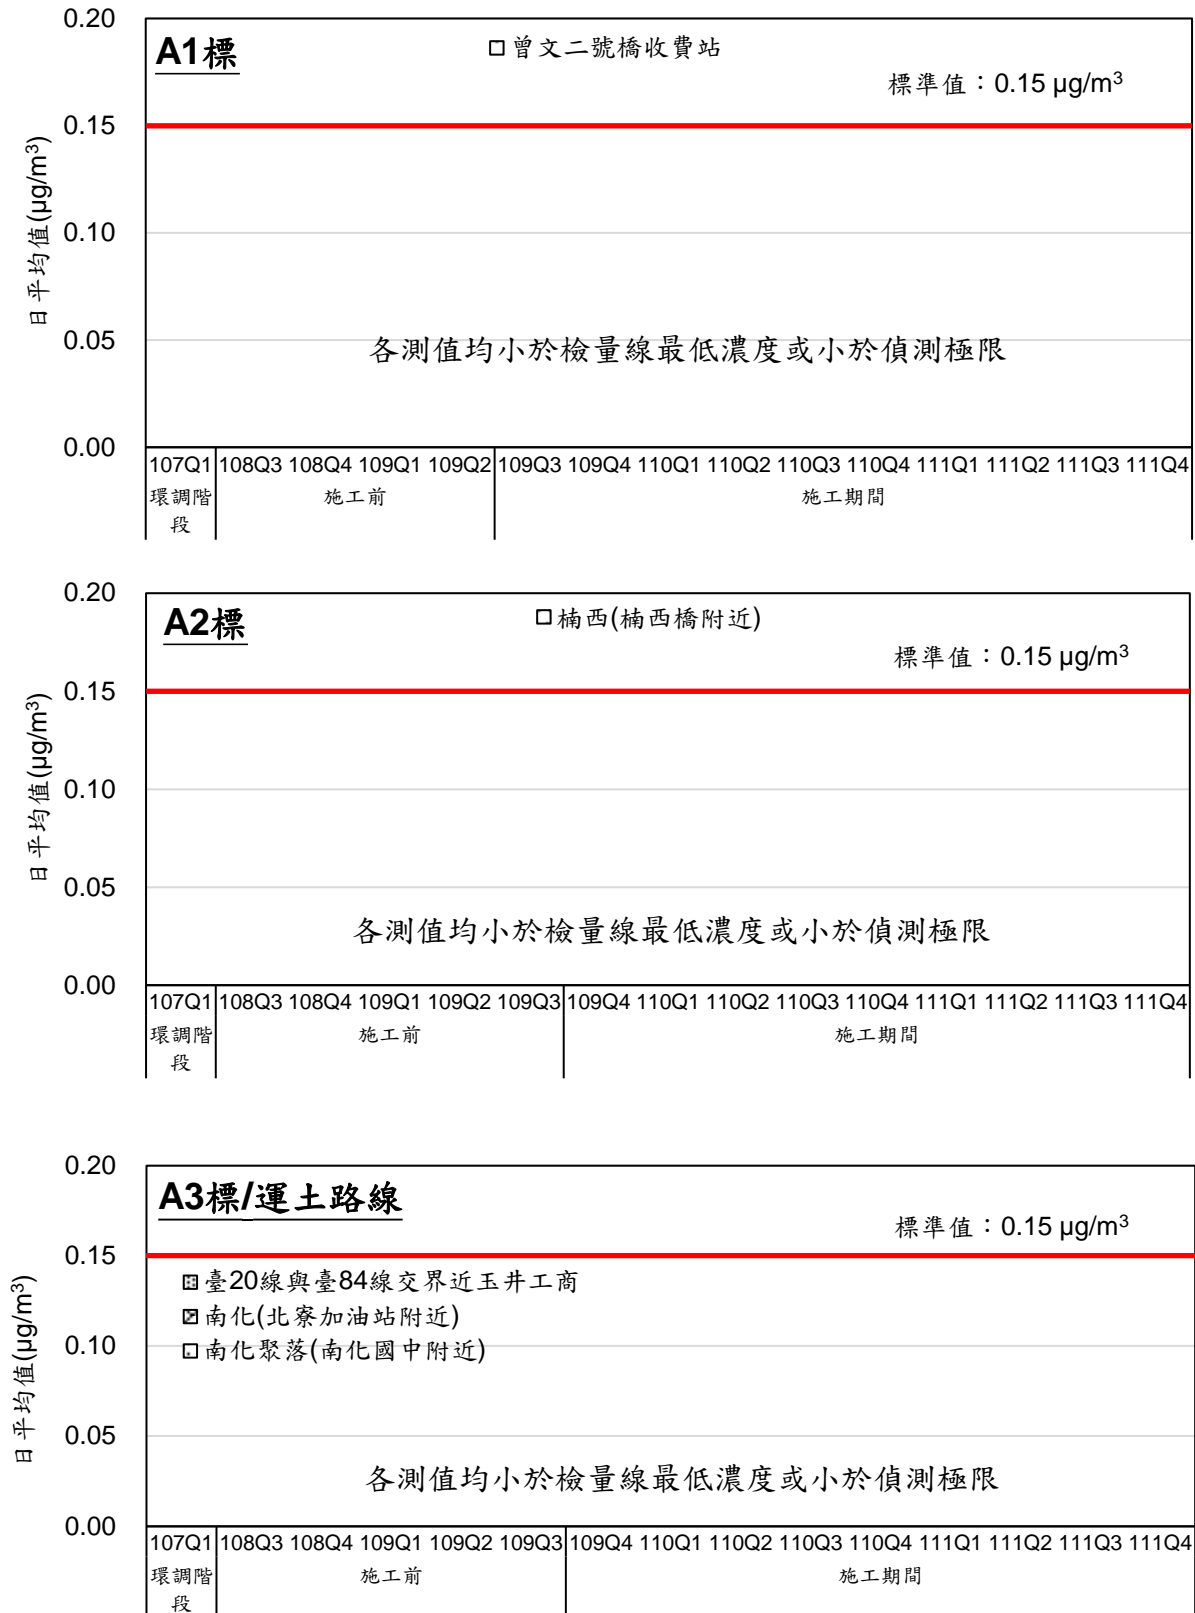 0.20
A1標
曾文二號橋收費站
標準值：0.15 μg/m³
0.15
日平均值(μg/m³)
0.10
0.05
各測值均小於檢量線最低濃度或小於偵測極限
0.00
107Q1 108Q3 108Q4 109Q1 109Q2 109Q3 109Q4 110Q1 110Q2 110Q3 110Q4 111Q1 111Q2 111Q3 111Q4
環調階段 施工前 施工期間
0.20
A2標
楠西(楠西橋附近)
標準值：0.15 μg/m³
0.15
日平均值(μg/m³)
0.10
0.05
各測值均小於檢量線最低濃度或小於偵測極限
0.00
107Q1 108Q3 108Q4 109Q1 109Q2 109Q3 109Q4 110Q1 110Q2 110Q3 110Q4 111Q1 111Q2 111Q3 111Q4
環調階段 施工前 施工期間
0.20
A3標/運土路線
標準值：0.15 μg/m³
0.15
臺20線與臺84線交界近玉井工商
南化(北寮加油站附近)
南化聚落(南化國中附近)
日平均值(μg/m³)
0.10
0.05
各測值均小於檢量線最低濃度或小於偵測極限
0.00
107Q1 108Q3 108Q4 109Q1 109Q2 109Q3 109Q4 110Q1 110Q2 110Q3 110Q4 111Q1 111Q2 111Q3 111Q4
環調階段 施工前 施工期間